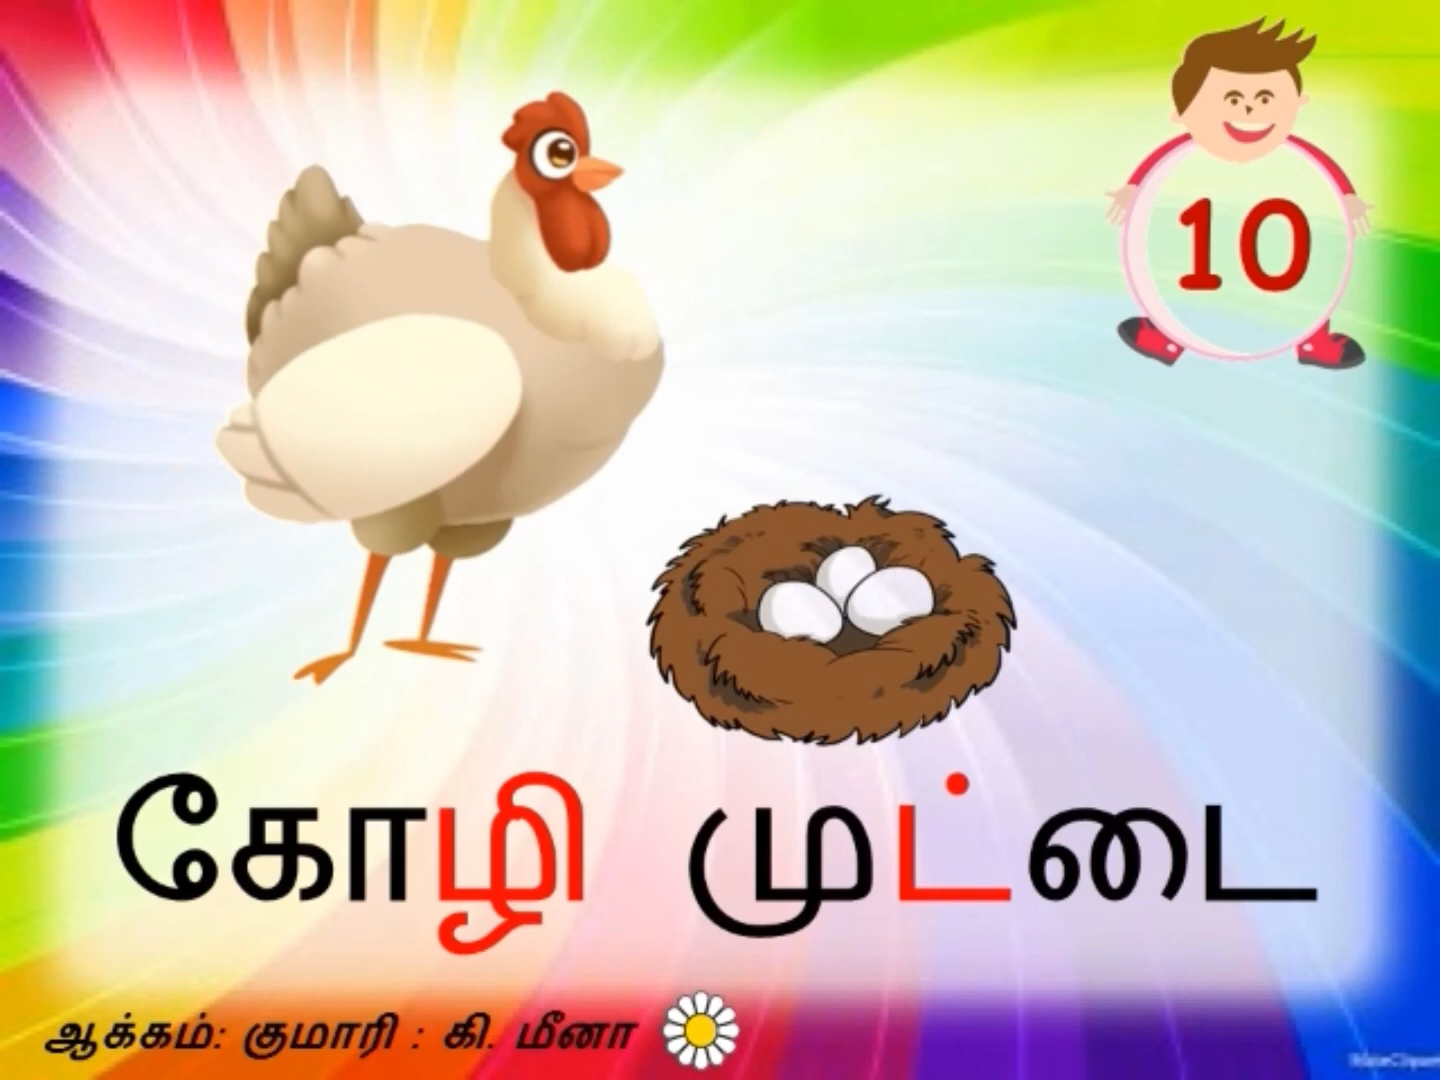 10
கோழி முட்டை
ஆக்கம்: குமாரி : கி. மீனா